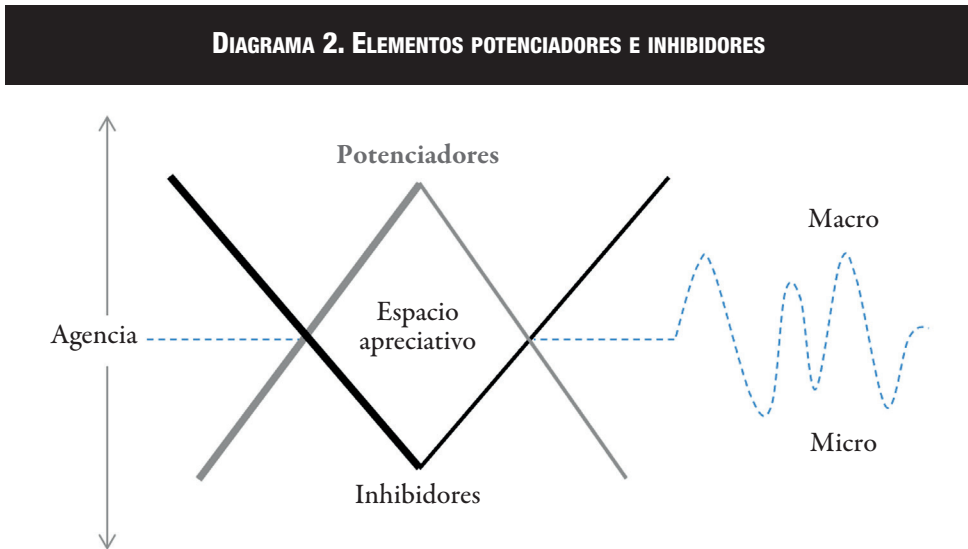 DIAGRAMA 2. ELEMENTOS POTENCIADORES E INHIBIDORES
Potenciadores
Macro
Espacio
apreciativo
Agencia
Micro
Inhibidores